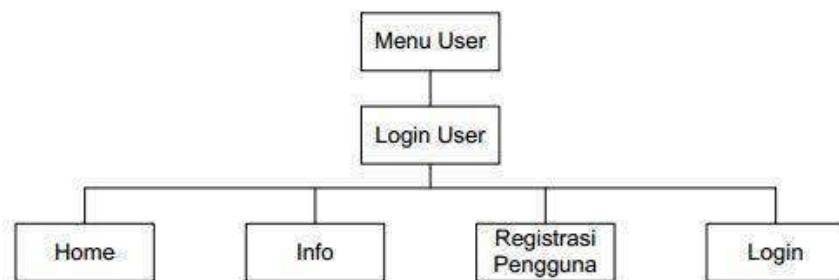 Menu User
Login User
Home
Info
Registrasi
Pengguna
Login